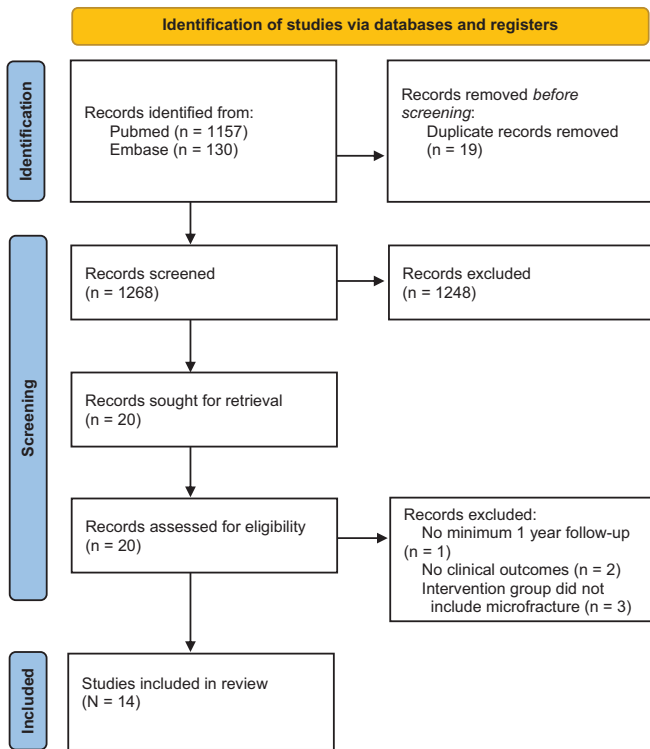 Identification of studies via databases and registers
Identification
Records identified from:
Pubmed (n = 1157)
Embase (n = 130)
Records removed before
screening:
Duplicate records removed
(n = 19)
Screening
Records screened
(n = 1268)
Records excluded
(n = 1248)
Records sought for retrieval
(n = 20)
Records assessed for eligibility
(n = 20)
Records excluded:
No minimum 1 year follow-up
(n = 1)
No clinical outcomes (n = 2)
Intervention group did not
include microfracture (n = 3)
Included
Studies included in review
(N = 14)